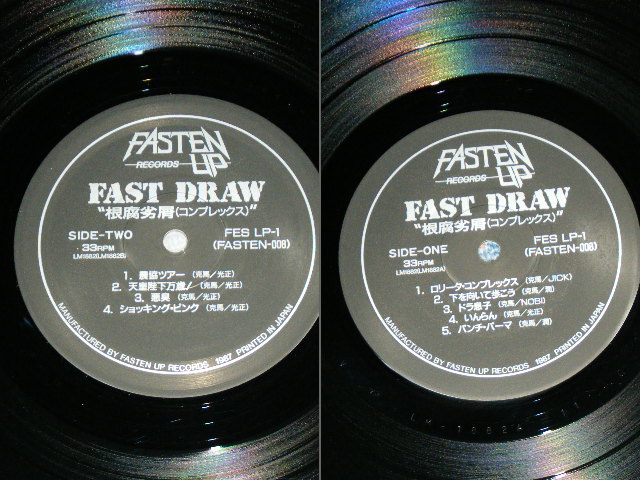 FASTEN UP
RECORDS
FAST DRAW
"根腐劣屑(コンプレックス)"
SIDE-TWO
33RPM
FES LP-1
(FASTEN-008)
1. 農協ツアー (克馬/光正)
2. 天皇陛下万歳! (克馬/光正)
3. 悪臭 (克馬/光正)
4. ショッキング・ピンク (克馬/光正)
MANUFACTURED BY FASTEN UP RECORDS 1987 PRINTED IN JAPAN
FASTEN UP
RECORDS
FAST DRAW
"根腐劣屑(コンプレックス)"
SIDE-ONE
33RPM
FES LP-1
(FASTEN-008)
1. ロリータ・コンプレックス (克馬/JICK)
2. 下を向いて歩こう (克馬/潤)
3. ドラ息子 (克馬/NOBI)
4. いんらん (克馬/光正)
5. パンチ・パーマ (克馬/潤)
MANUFACTURED BY FASTEN UP RECORDS 1987 PRINTED IN JAPAN